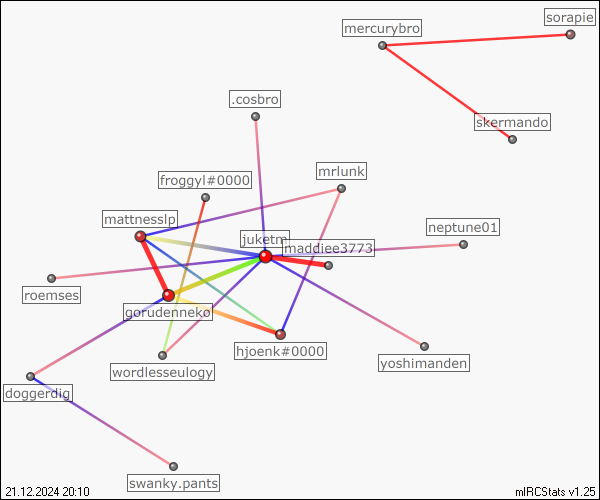 sorapie
mercurybro
.cosbro
skermando
froggyl#0000
mrlunk
mattnesslp
neptune01
juketm
maddiee3773
roemses
gorudenneko
hjoenk#0000
yoshimanden
wordlesseulogy
doggerdig
swanky.pants
21.12.2024 20:10
mIRCStats v1.25